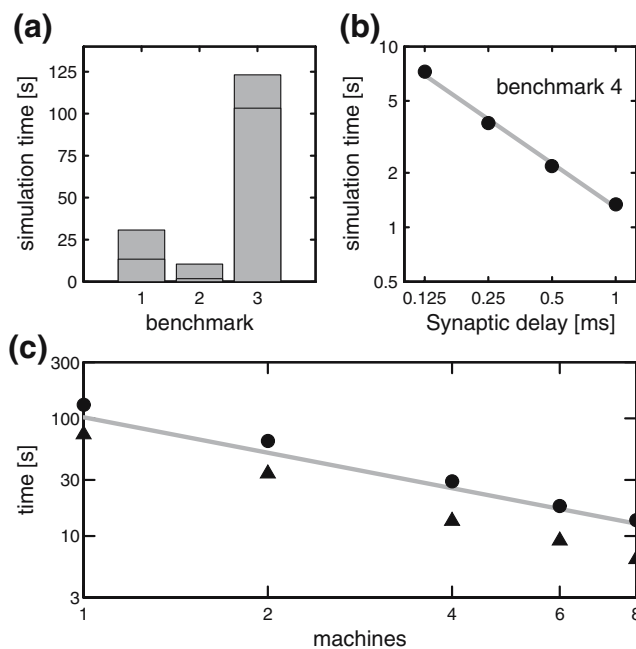 (a)
simulation time [s]
125
100
75
50
25
0
1 2 3
benchmark
(b)
simulation time [s]
10
5
2
1
0.5
benchmark 4
0.125 0.25 0.5 1
Synaptic delay [ms]
(c)
time [s]
300
100
30
10
3
1 2 4 6 8
machines